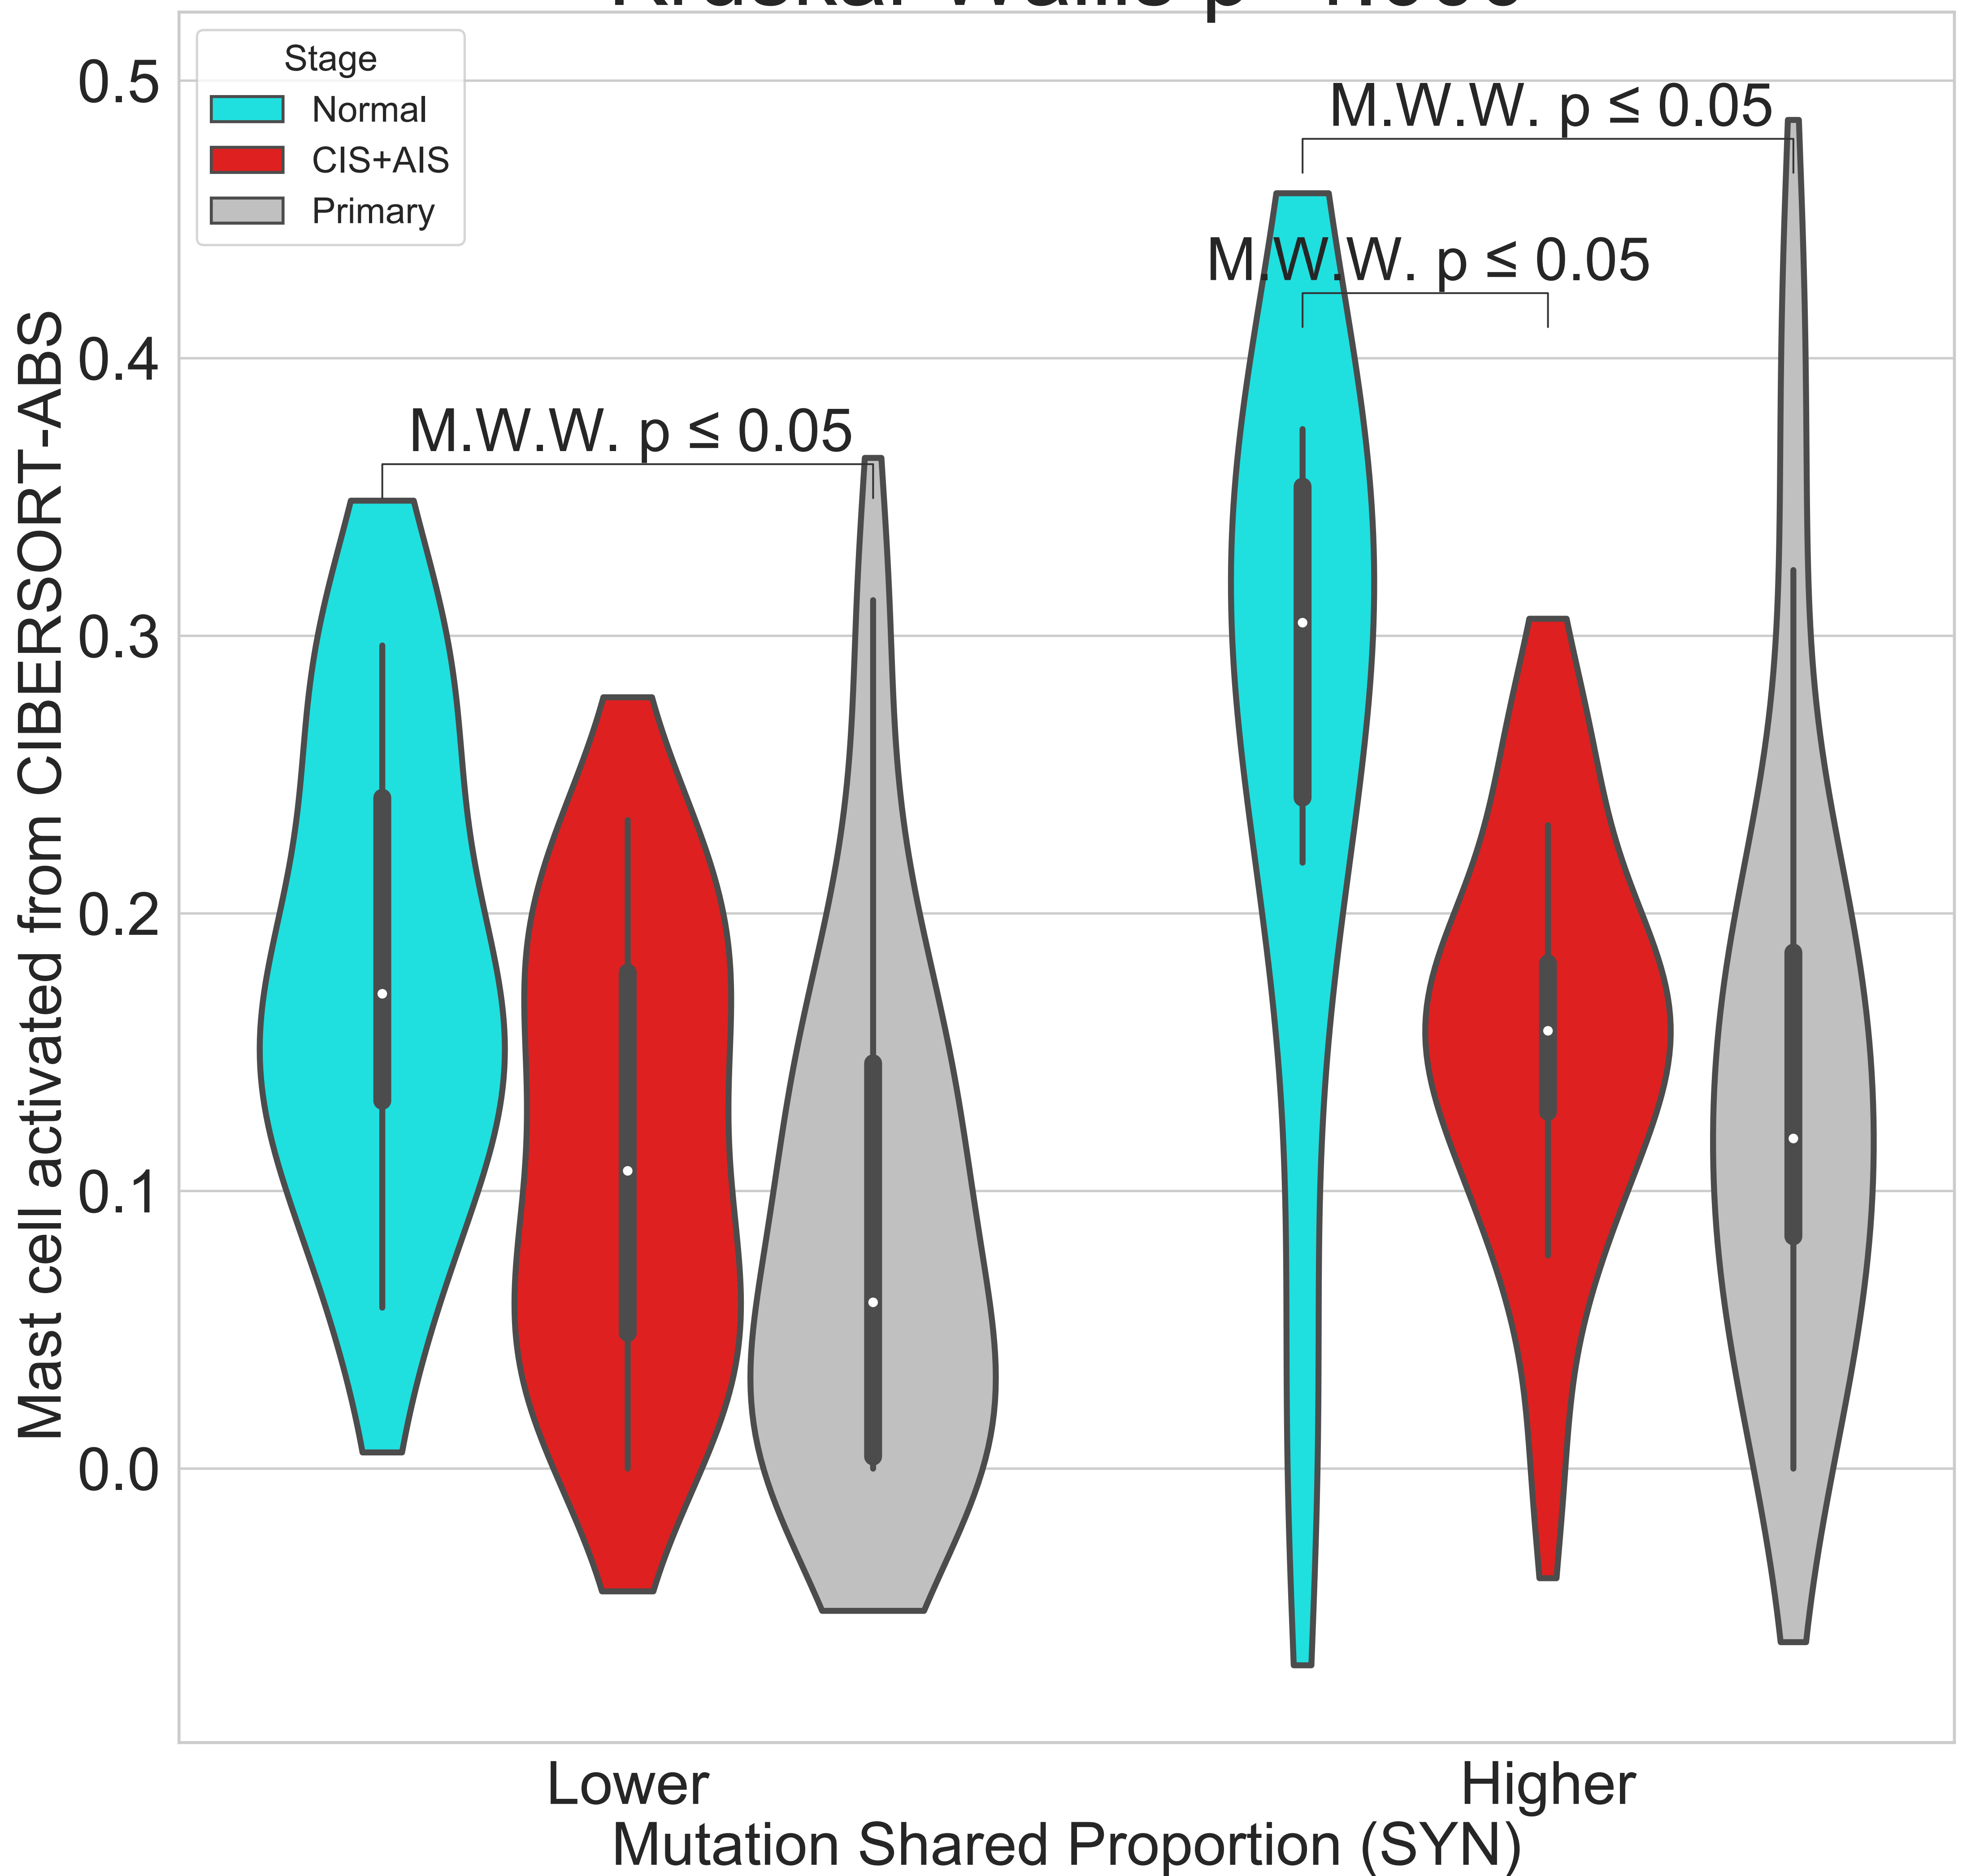 Stage
Normal
CIS+AIS
Primary
M.W.W. p ≤ 0.05
M.W.W. p ≤ 0.05
M.W.W. p ≤ 0.05
Mast cell activated from CIBERSORT-ABS
0.5
0.4
0.3
0.2
0.1
0.0
Lower
Higher
Mutation Shared Proportion (SYN)